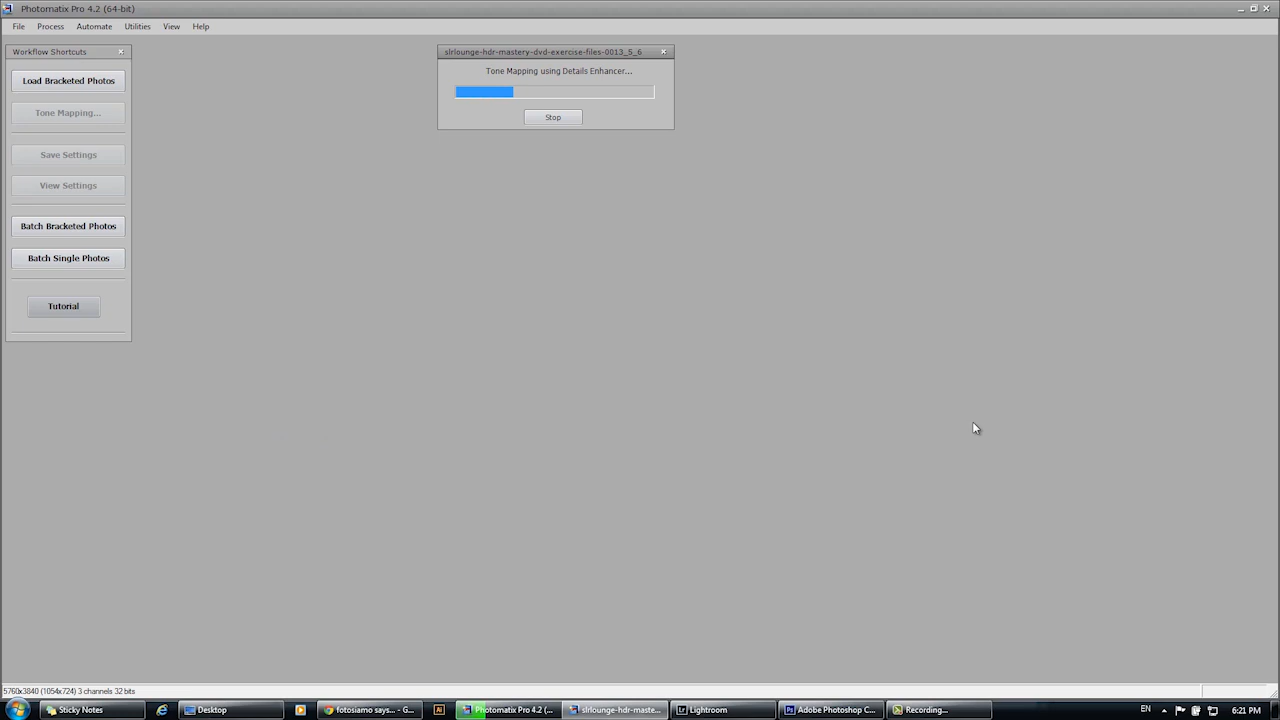 Photomatix Pro 4.2 (64-bit)
File Process Automate Utilities View Help
Workflow Shortcuts
Load Bracketed Photos
Tone Mapping...
Save Settings
View Settings
Batch Bracketed Photos
Batch Single Photos
Tutorial
slrlounge-hdr-mastery-dvd-exercise-files-0013_5_6
Tone Mapping using Details Enhancer...
Stop
5760x3840 (1054x724) 3 channels 32 bits
Sticky Notes Desktop fotosiamo says... - G... Ai Photomatix Pro 4.2 (... slrlounge-hdr-maste... Lr Lightroom Ps Adobe Photoshop C... Recording... EN 6:21 PM